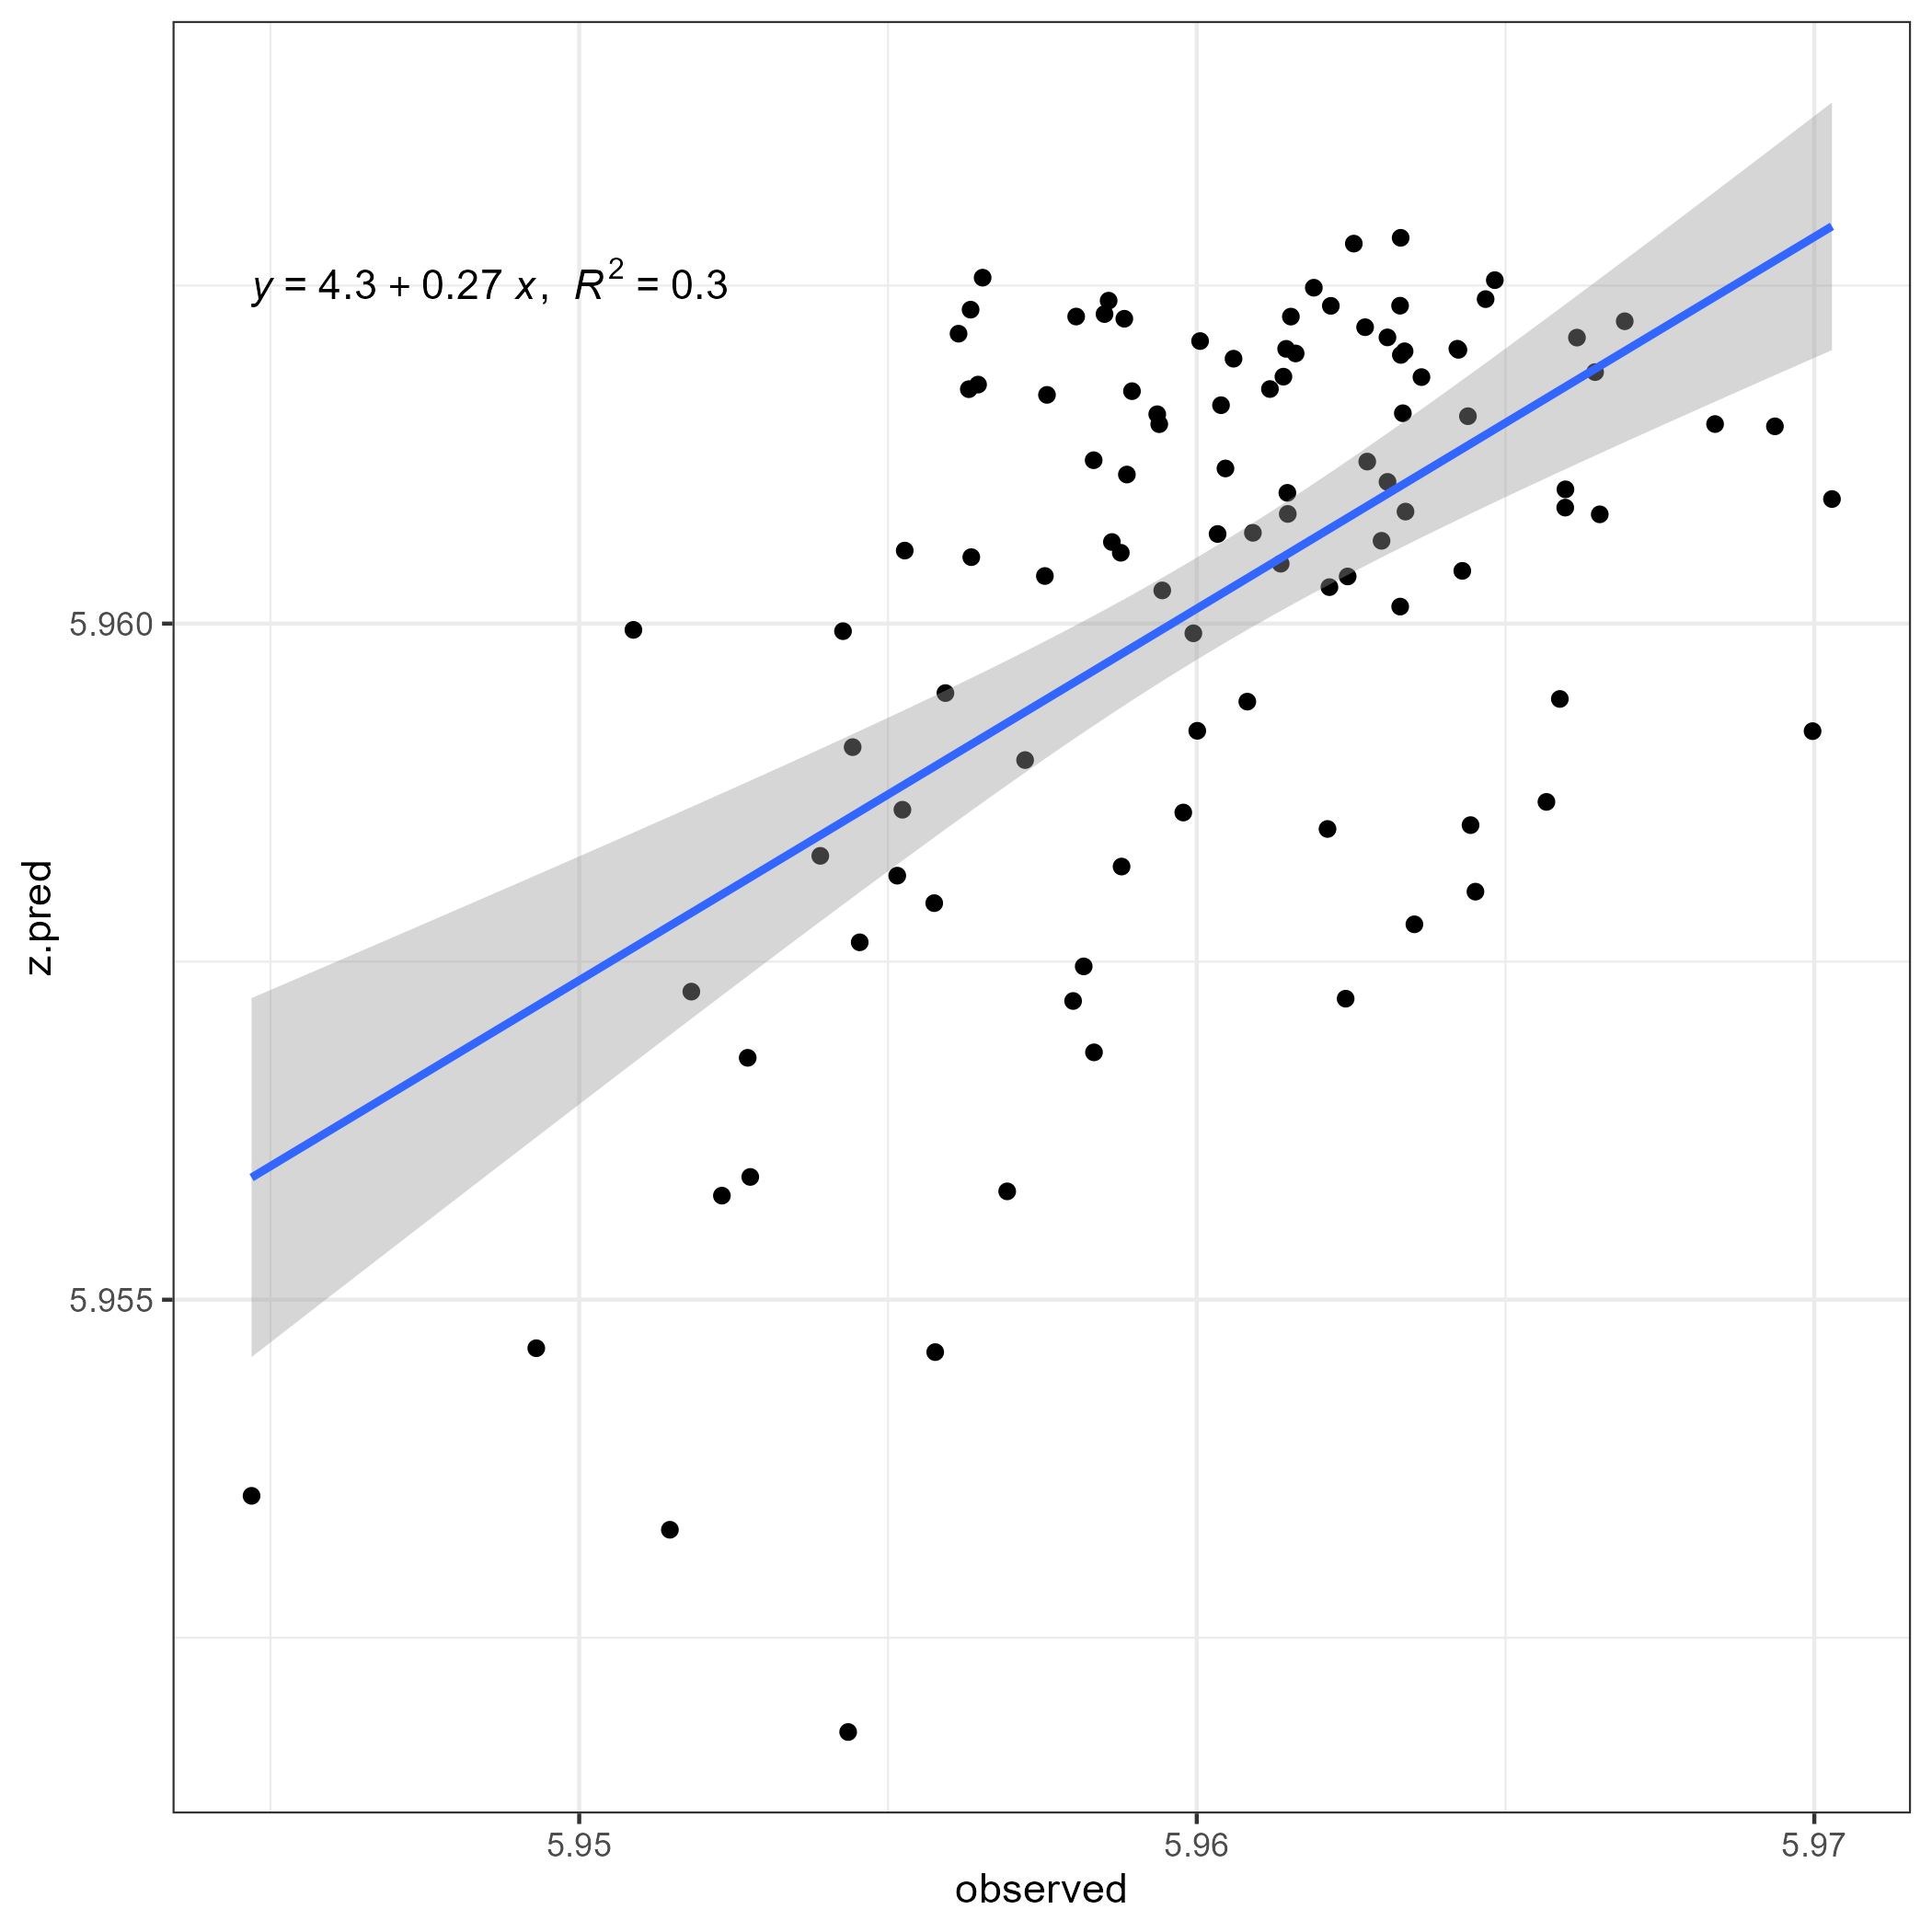 y = 4.3 + 0.27 x, R² = 0.3
5.960
5.955
z.pred
5.95
5.96
5.97
observed